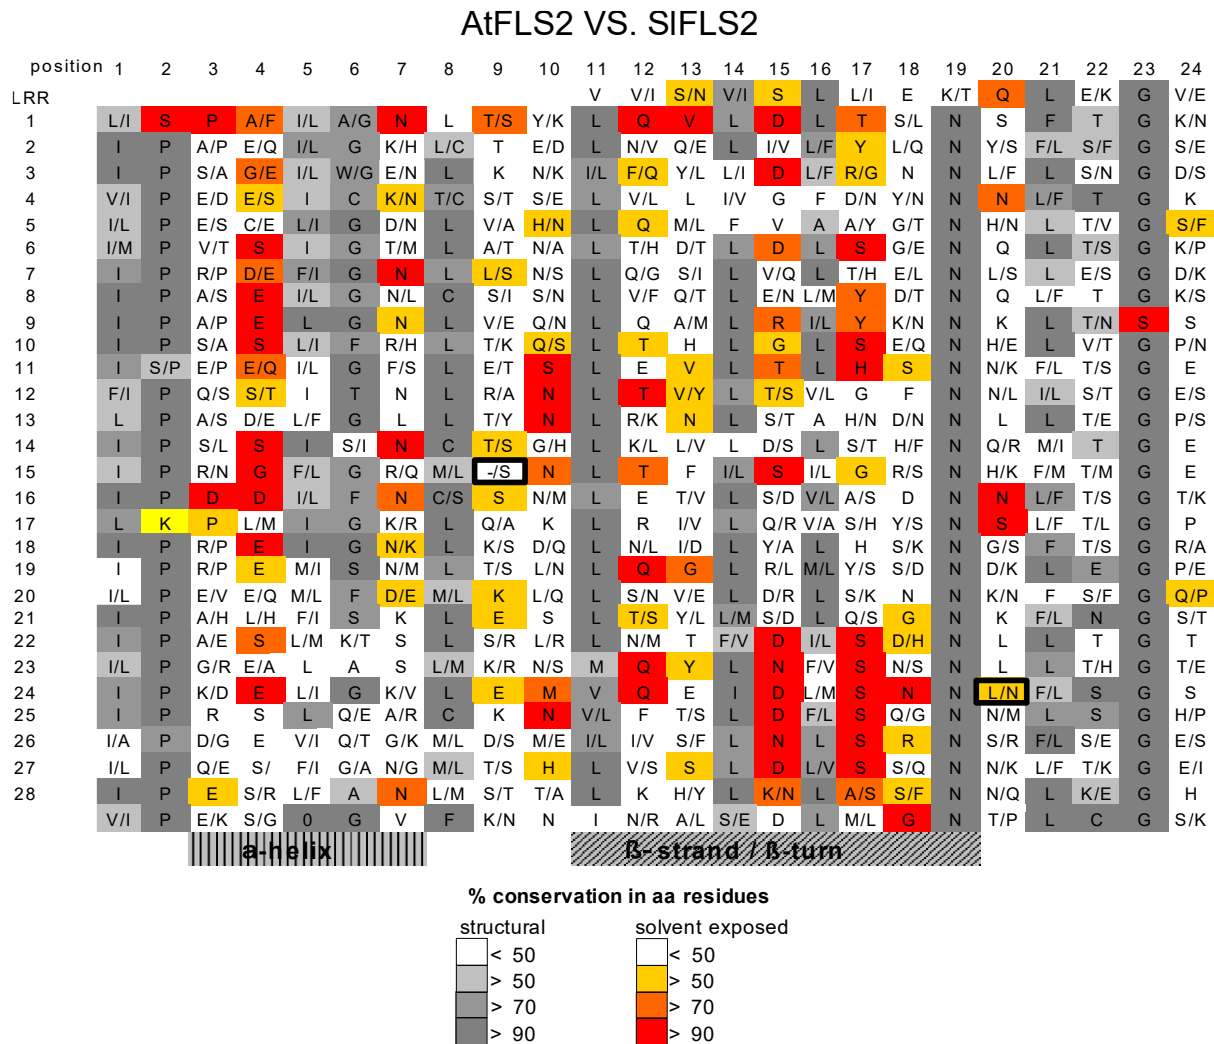 AtFLS2 VS. SlFLS2
position 1 2 3 4 5 6 7 8 9 10 11 12 13 14 15 16 17 18 19 20 21 22 23 24
LRR V V/I S/N V/I S L L/I E K/T Q L E/K G V/E
1 L/I S P A/F I/L A/G N L T/S Y/K L Q V L D L T S/L N S F T G K/N
2 I P A/P E/Q I/L G K/H L/C T E/D L N/V Q/E L I/V L/F Y L/Q N Y/S F/L S/F G S/E
3 I P S/A G/E I/L W/G E/N L K N/K I/L F/Q Y/L L/I D L/F R/G N N L/F L S/N G D/S
4 V/I P E/D E/S I C K/N T/C S/T S/E L V/L L I/V G F D/N Y/N N N L/F T G K
5 I/L P E/S C/E L/I G D/N L V/A H/N L Q M/L F V A A/Y G/T N H/N L T/V G S/F
6 I/M P V/T S I G T/M L A/T N/A L T/H D/T L D L S G/E N Q L T/S G K/P
7 I P R/P D/E F/I G N L L/S N/S L Q/G S/I L V/Q L T/H E/L N L/S L E/S G D/K
8 I P A/S E I/L G N/L C S/I S/N L V/F Q/T L E/N L/M Y D/T N Q L/F T G K/S
9 I P A/P E L G N L V/E Q/N L Q A/M L R I/L Y K/N N K L T/N S S
10 I P S/A S L/I F R/H L T/K Q/S L T H L G L S E/Q N H/E L V/T G P/N
11 I S/P E/P E/Q I/L G F/S L E/T S L E V L T L H S N N/K F/L T/S G E
12 F/I P Q/S S/T I T N L R/A N L T V/Y L T/S V/L G F N N/L I/L S/T G E
13 L P A/S D/E L/F L L L T/Y N L R/K N L S/T A H/N D/N N L L T/E G P/S
14 I P S/L S I S/I N C T/S G/H L K/L L/V L D/S L S/T H/F N Q/R M/I T G E
15 I P R/N G F/L G R/Q M/L -/S N L T F I/L S I/L G R/S N H/K F/M T/M G E
16 I P D D I/L F N C/S S N/M L E T/V L S/D V/L A/S D N N L/F T/S G T/K
17 L K P L/M I G K/R L Q/A K L R I/V L Q/R V/A S/H Y/S N S L/F T/L G P
18 I P R/P E I G N/K L K/S D/Q L N/L I/D L Y/A L H S/K N G/S F T/S G R/A
19 I P R/P E M/I S N/M L T/S L/N L Q G L R/L M/L Y/S S/D N D/K L E G P/E
20 I/L P E/V E/Q M/L F D/E M/L K L/Q L S/N V/E L D/R L S/K N N K/N F S/F G Q/P
21 I P A/H L/H F/I S K L E S L T/S Y/L L/M S/D L Q/S G N K F/L N G S/T
22 I P A/E S L/M K/T S L S/R L/R L N/M T F/V D I/L S D/H N L L T G T
23 I/L P G/R E/A L A S L/M K/R N/S M Q Y L N F/V S N/S N L L T/H G T/E
24 I P K/D E L/I G K/V L E M V Q E I D L/M S N N L/N F/L S G S
25 I P R S L Q/E A/R C K N V/L F T/S L D F/L S Q/G N N/M L S G H/P
26 I/A P D/G E V/I Q/T G/K M/L D/S M/E I/L I/V S/F L N L S R N S/R F/L S/E G E/S
27 I/L P Q/E S/ F/I G/A N/G M/L T/S H L V/S S L D L/V S S/Q N N/K L/F T/K G E/I
28 I P E S/R L/F A N L/M S/T T/A L K H/Y L K/N L A/S S/F N N/Q L K/E G H
V/I P E/K S/G 0 G V F K/N N I N/R A/L S/E D L M/L G N T/P L C G S/K
a-helix ß-strand / ß-turn
% conservation in aa residues
structural solvent exposed
< 50 < 50
> 50 > 50
> 70 > 70
> 90 > 90